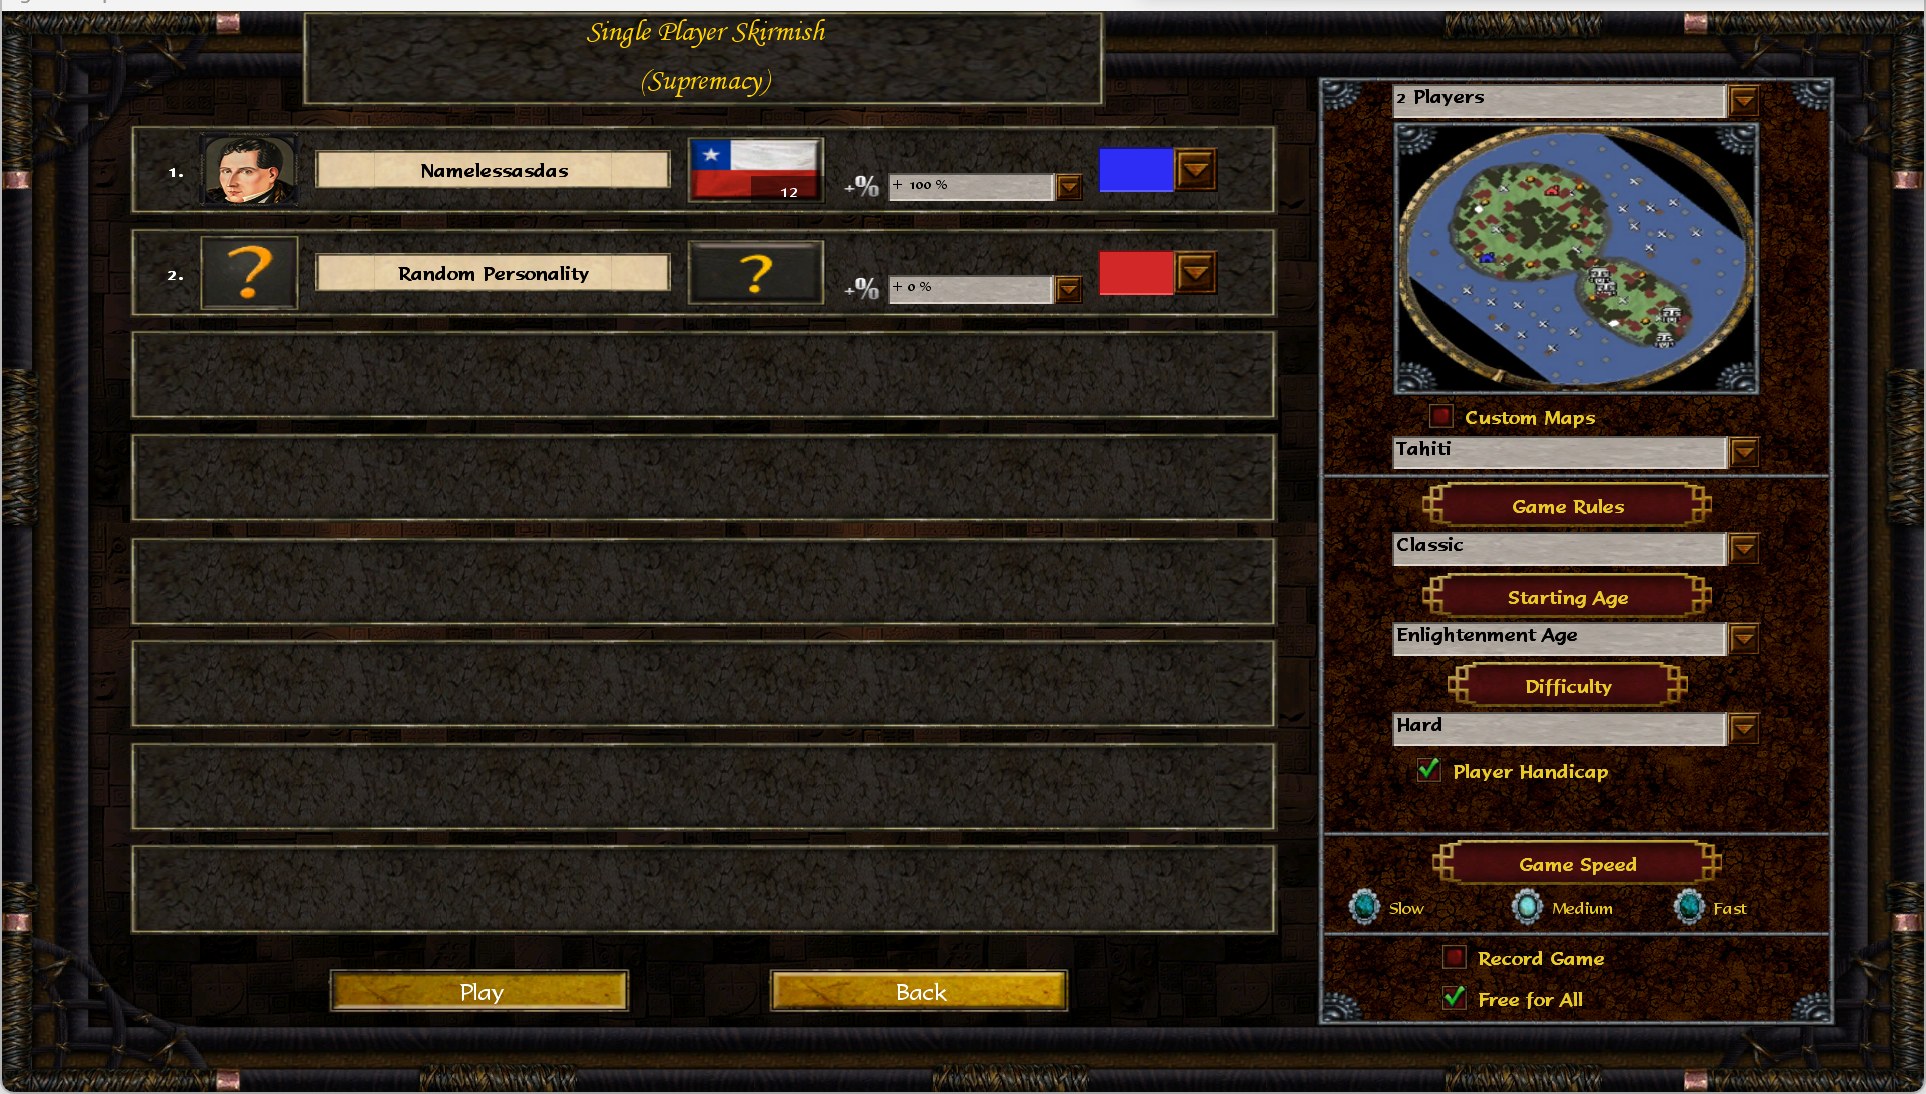 Single Player Skirmish
(Supremacy)
2 Players
1.
Namelessasdas
12
+%
+ 100 %
2.
?
Random Personality
?
+%
+ 0 %
Custom Maps
Tahiti
Game Rules
Classic
Starting Age
Enlightenment Age
Difficulty
Hard
Player Handicap
Game Speed
Slow
Medium
Fast
Record Game
Free for All
Play
Back